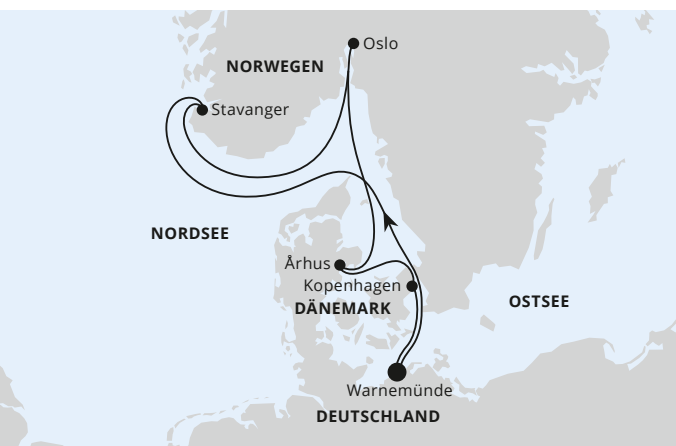 Oslo
NORWEGEN
Stavanger
NORDSEE
Århus
Kopenhagen
OSTSEE
DÄNEMARK
Warnemünde
DEUTSCHLAND